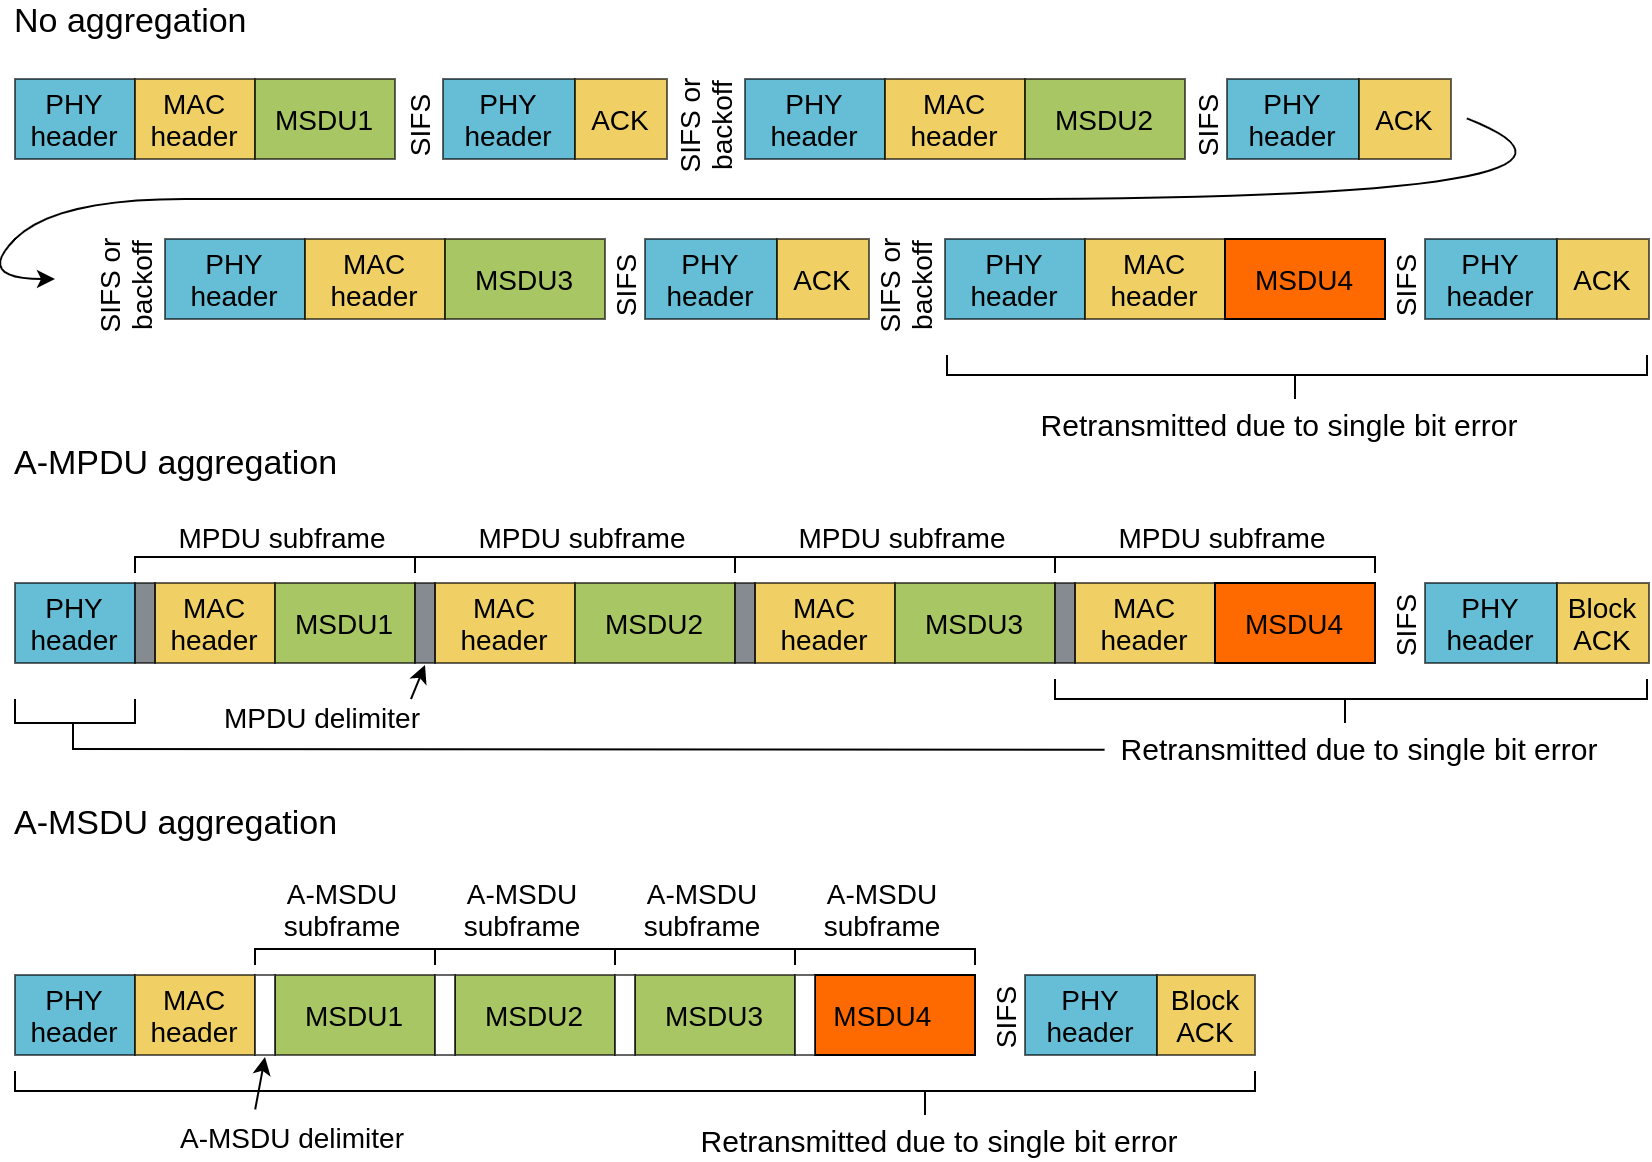 No aggregation
PHY
header
MAC
header
MSDU1
SIFS
PHY
header
ACK
SIFS or
backoff
PHY
header
MAC
header
MSDU2
SIFS
PHY
header
ACK
SIFS or
backoff
PHY
header
MAC
header
MSDU3
SIFS
PHY
header
ACK
SIFS or
backoff
PHY
header
MAC
header
MSDU4
SIFS
PHY
header
ACK
Retransmitted due to single bit error
A-MPDU aggregation
MPDU subframe
MPDU subframe
MPDU subframe
MPDU subframe
PHY
header
MAC
header
MSDU1
MAC
header
MSDU2
MAC
header
MSDU3
MAC
header
MSDU4
SIFS
PHY
header
Block
ACK
MPDU delimiter
Retransmitted due to single bit error
A-MSDU aggregation
A-MSDU
subframe
A-MSDU
subframe
A-MSDU
subframe
A-MSDU
subframe
PHY
header
MAC
header
MSDU1
MSDU2
MSDU3
MSDU4
SIFS
PHY
header
Block
ACK
A-MSDU delimiter
Retransmitted due to single bit error